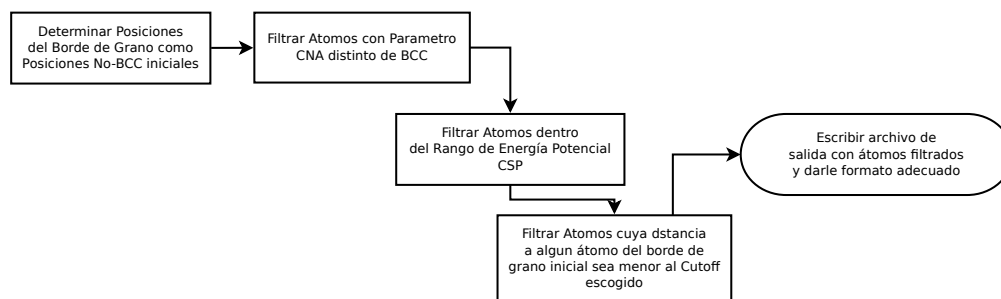 Determinar Posiciones
del Borde de Grano como
Posiciones No-BCC iniciales
Filtrar Atomos con Parametro
CNA distinto de BCC
Filtrar Atomos dentro
del Rango de Energía Potencial
CSP
Filtrar Atomos cuya dstancia
a algun átomo del borde de
grano inicial sea menor al Cutoff
escogido
Escribir archivo de
salida con átomos filtrados
y darle formato adecuado